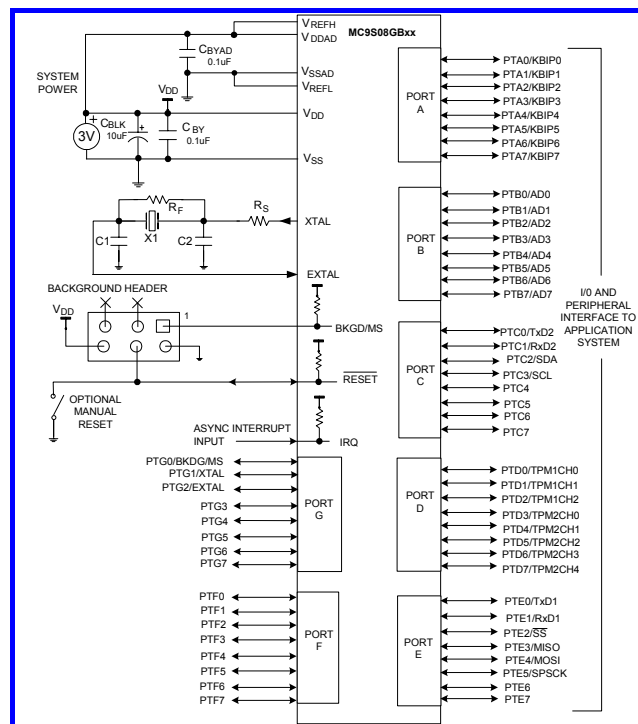 MC9S08GBxx
VREFH
VDDAD
CBYAD
0.1uF
VSSAD
VREFL
SYSTEM
POWER
VDD
VDD
CBLK
10uF
CBY
0.1uF
3V
VSS
RF
RS
XTAL
C1
X1
C2
EXTAL
BACKGROUND HEADER
VDD
1
BKGD/MS
RESET
OPTIONAL
MANUAL
RESET
ASYNC INTERRUPT
INPUT
IRQ
PTG0/BKDG/MS
PTG1/XTAL
PTG2/EXTAL
PTG3
PTG4
PTG5
PTG6
PTG7
PORT
G
PTF0
PTF1
PTF2
PTF3
PTF4
PTF5
PTF6
PTF7
PORT
F
PORT
A
PTA0/KBIP0
PTA1/KBIP1
PTA2/KBIP2
PTA3/KBIP3
PTA4/KBIP4
PTA5/KBIP5
PTA6/KBIP6
PTA7/KBIP7
PORT
B
PTB0/AD0
PTB1/AD1
PTB2/AD2
PTB3/AD3
PTB4/AD4
PTB5/AD5
PTB6/AD6
PTB7/AD7
PORT
C
PTC0/TxD2
PTC1/RxD2
PTC2/SDA
PTC3/SCL
PTC4
PTC5
PTC6
PTC7
PORT
D
PTD0/TPM1CH0
PTD1/TPM1CH1
PTD2/TPM1CH2
PTD3/TPM2CH0
PTD4/TPM2CH1
PTD5/TPM2CH2
PTD6/TPM2CH3
PTD7/TPM2CH4
PORT
E
PTE0/TxD1
PTE1/RxD1
PTE2/SS
PTE3/MISO
PTE4/MOSI
PTE5/SPSCK
PTE6
PTE7
I/0 AND
PERIPHERAL
INTERFACE TO
APPLICATION
SYSTEM